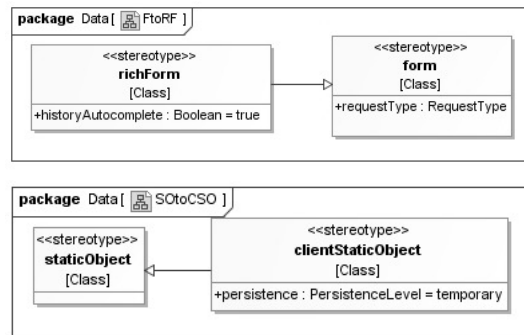 package Data[ FtoRF ]
<<stereotype>>
richForm
[Class]
+historyAutocomplete : Boolean = true
<<stereotype>>
form
[Class]
+requestType : RequestType
package Data[ SOtoCSO ]
<<stereotype>>
staticObject
[Class]
<<stereotype>>
clientStaticObject
[Class]
+persistence : PersistenceLevel = temporary